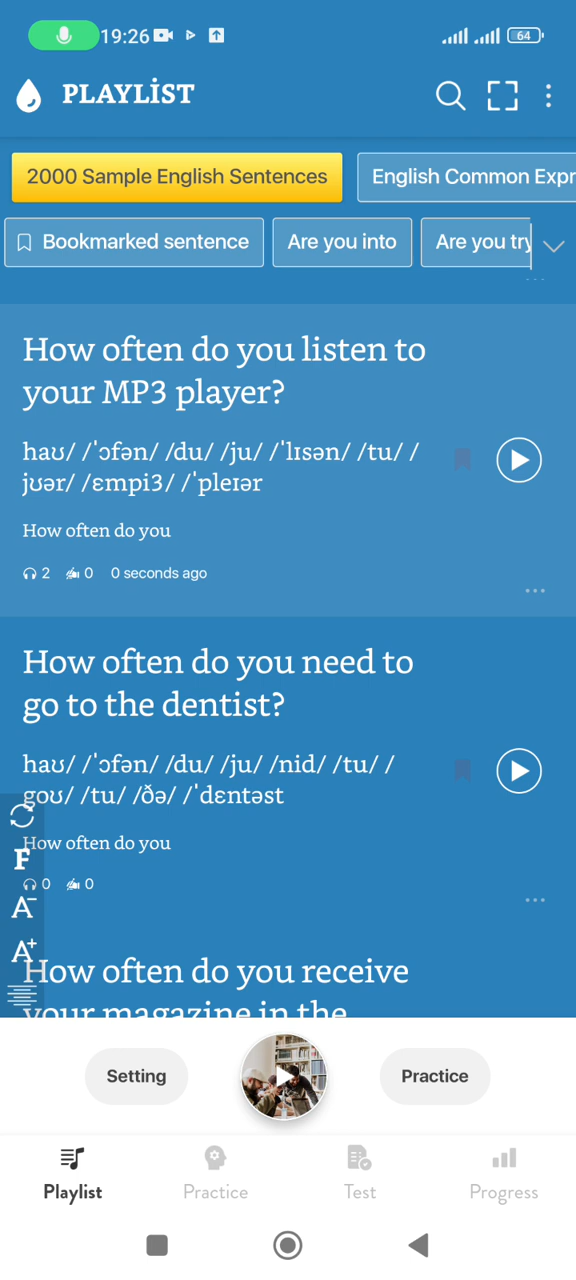 19:26
64
PLAYLİST
2000 Sample English Sentences
English Common Expr
Bookmarked sentence
Are you into
Are you try
How often do you listen to
your MP3 player?
haʊ/ /ˈɔfən/ /du/ /ju/ /ˈlɪsən/ /tu/ /
jʊər/ /ɛmpi3/ /ˈpleɪər
How often do you
2 0 0 seconds ago
How often do you need to
go to the dentist?
haʊ/ /ˈɔfən/ /du/ /ju/ /nid/ /tu/ /
goʊ/ /tu/ /ðə/ /ˈdɛntəst
How often do you
F
0 0
A-
A+
How often do you receive
your magazine in the
Setting
Practice
Playlist
Practice
Test
Progress